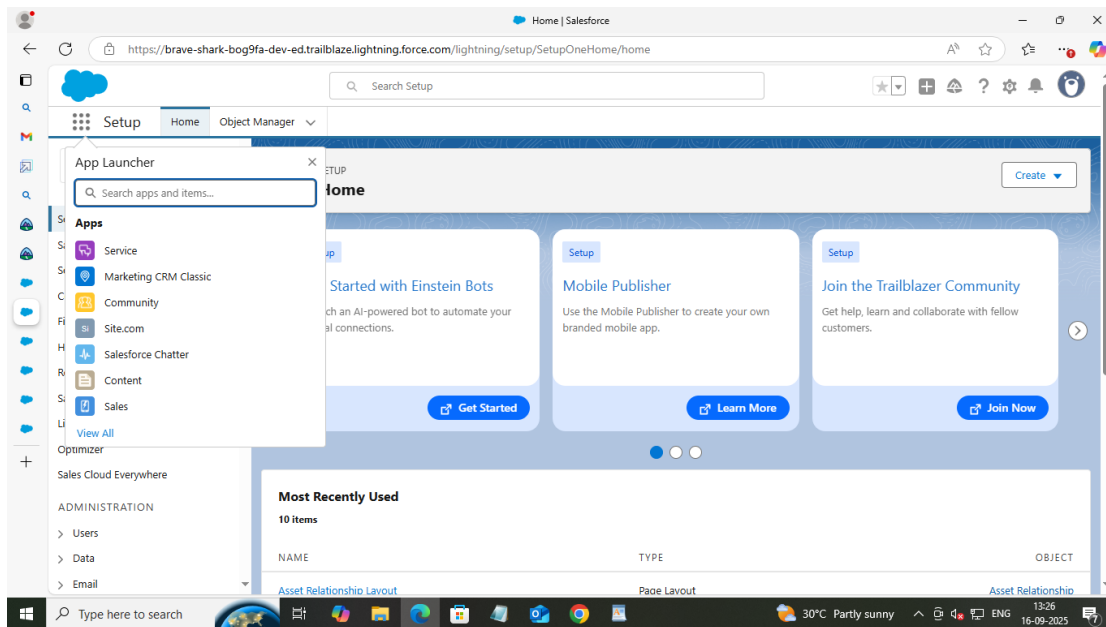 Home | Salesforce
https://brave-shark-bog9fa-dev-ed.trailblaze.lightning.force.com/lightning/setup/SetupOneHome/home
Search Setup
Setup
Home
Object Manager
App Launcher
Search apps and items...
Apps
Service
Marketing CRM Classic
Community
Site.com
Salesforce Chatter
Content
Sales
View All
Optimizer
Sales Cloud Everywhere
ADMINISTRATION
Users
Data
Email
ETUP
Home
Create
up
Started with Einstein Bots
ch an AI-powered bot to automate your
al connections.
Get Started
Setup
Mobile Publisher
Use the Mobile Publisher to create your own
branded mobile app.
Learn More
Setup
Join the Trailblazer Community
Get help, learn and collaborate with fellow
customers.
Join Now
Most Recently Used
10 items
NAME TYPE OBJECT
Asset Relationship Layout Page Layout Asset Relationship
Type here to search
30°C Partly sunny
ENG
13:26
16-09-2025
7